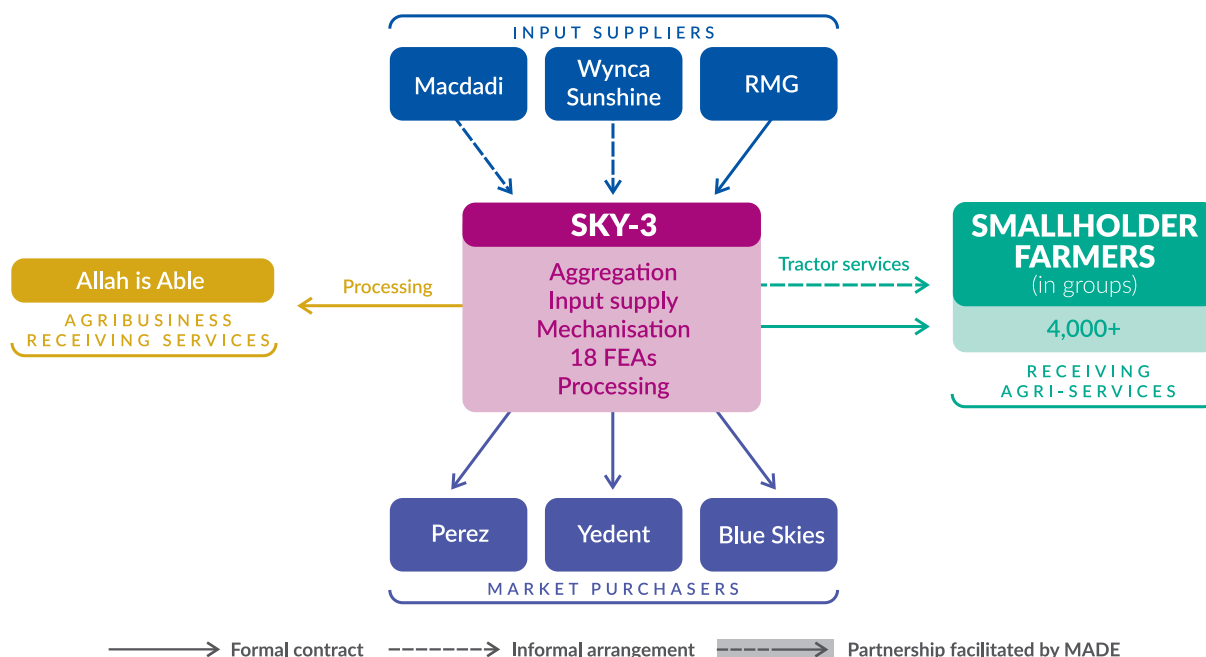 INPUT SUPPLIERS
Macdadi
Wynca
Sunshine
RMG
SKY-3
Aggregation
Input supply
Mechanisation
18 FEAs
Processing
Allah is Able
AGRIBUSINESS
RECEIVING SERVICES
Processing
Tractor services
SMALLHOLDER
FARMERS
(in groups)
4,000+
RECEIVING
AGRI-SERVICES
Perez
Yedent
Blue Skies
MARKET PURCHASERS
Formal contract
Informal arrangement
Partnership facilitated by MADE